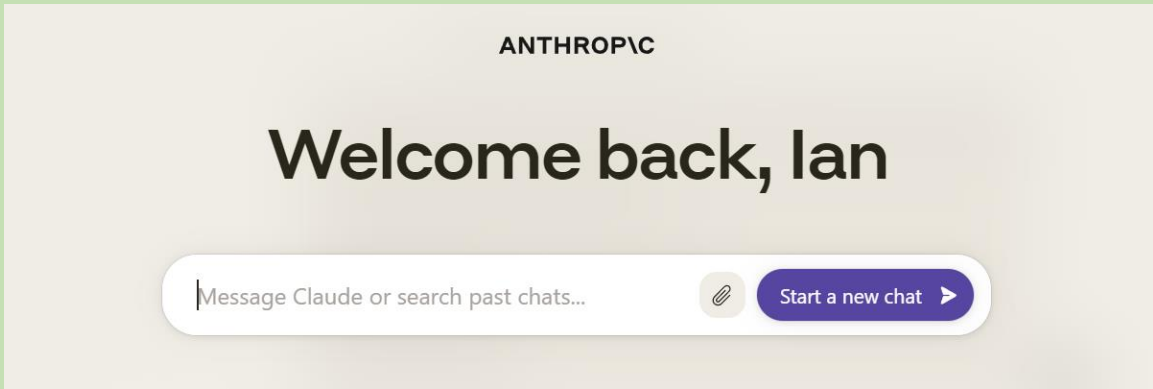 ANTHROP\C
Welcome back, Ian
Message Claude or search past chats...
Start a new chat